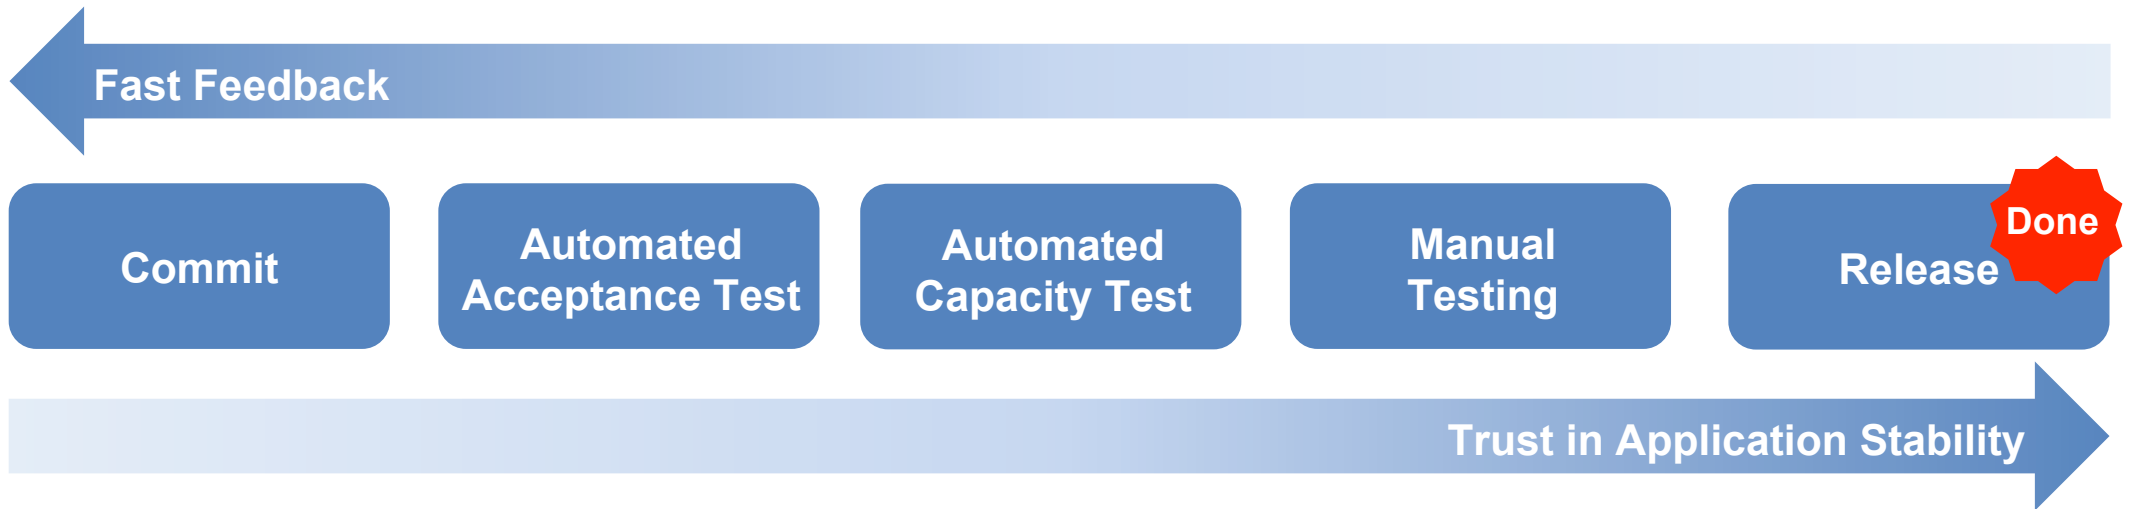 Fast Feedback
Commit
Automated
Acceptance Test
Automated
Capacity Test
Manual
Testing
Release
Done
Trust in Application Stability